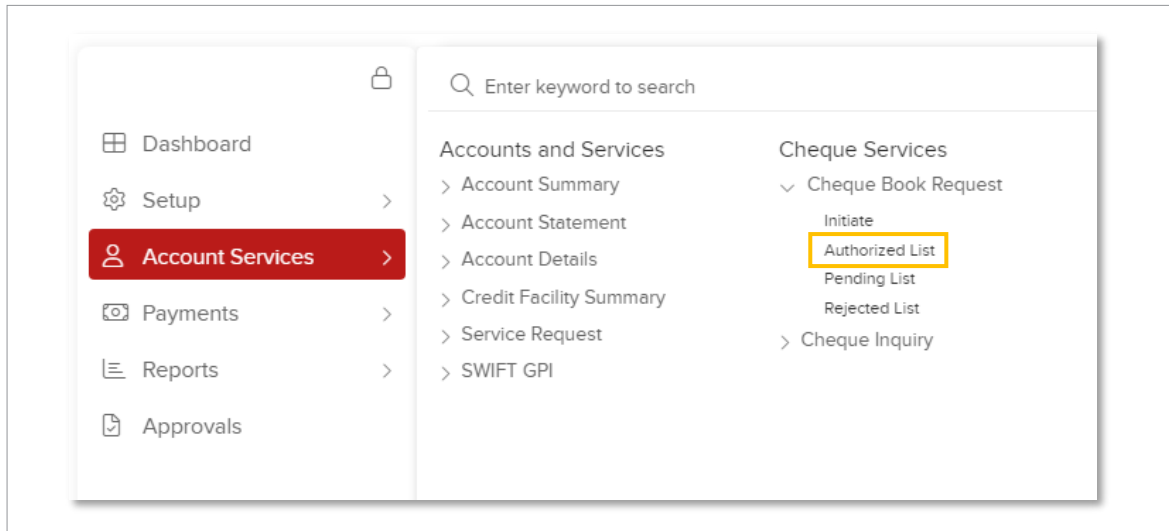 Dashboard
Setup
Account Services
Payments
Reports
Approvals
Enter keyword to search
Accounts and Services
Account Summary
Account Statement
Account Details
Credit Facility Summary
Service Request
SWIFT GPI
Cheque Services
Cheque Book Request
Initiate
Authorized List
Pending List
Rejected List
Cheque Inquiry